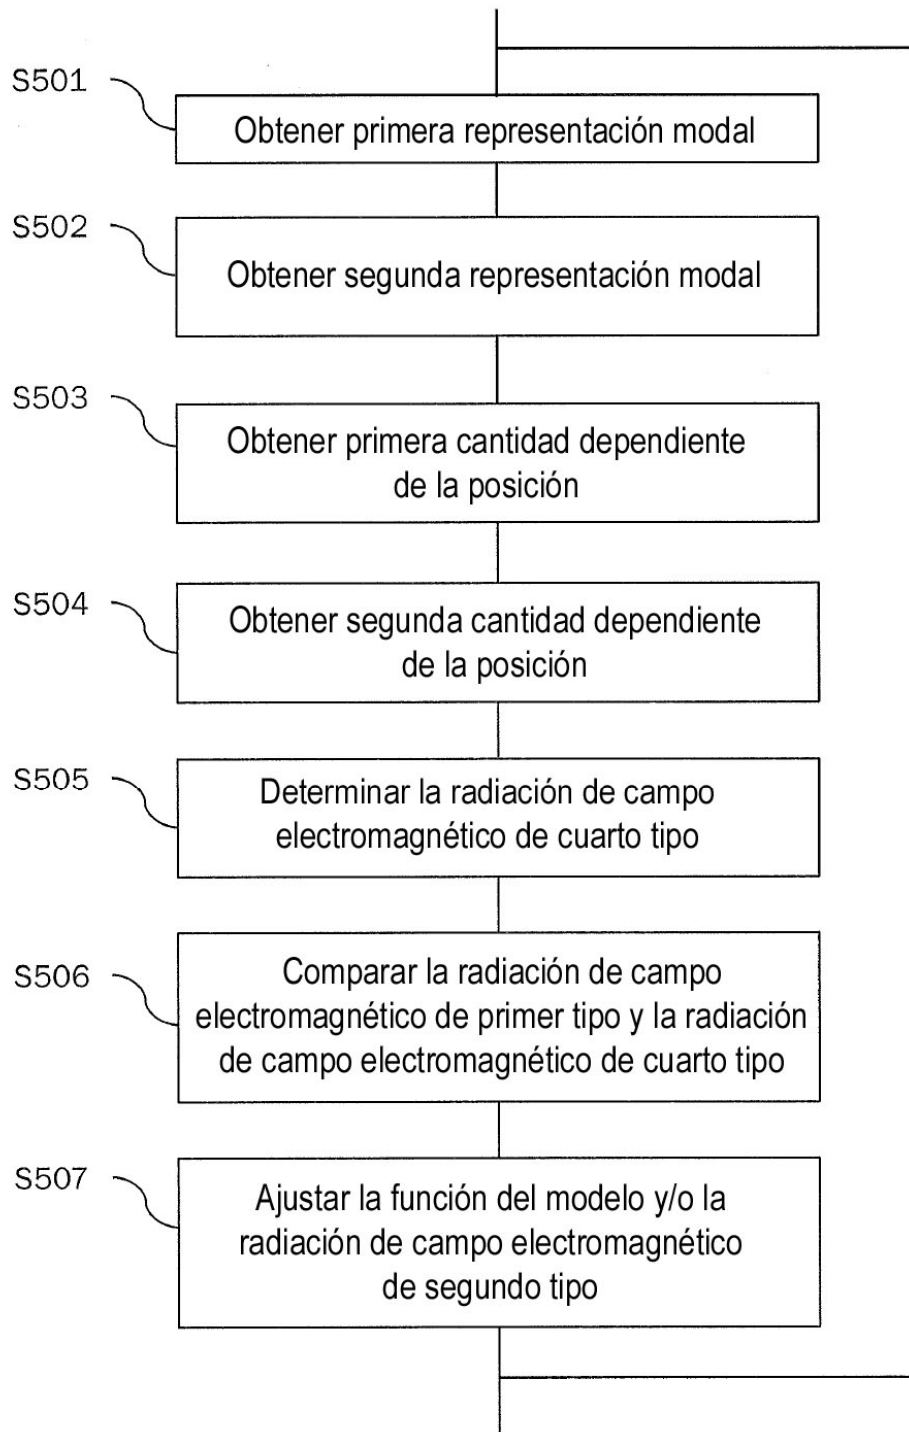 S501
Obtener primera representación modal
S502
Obtener segunda representación modal
S503
Obtener primera cantidad dependiente
de la posición
S504
Obtener segunda cantidad dependiente
de la posición
S505
Determinar la radiación de campo
electromagnético de cuarto tipo
S506
Comparar la radiación de campo
electromagnético de primer tipo y la radiación
de campo electromagnético de cuarto tipo
S507
Ajustar la función del modelo y/o la
radiación de campo electromagnético
de segundo tipo